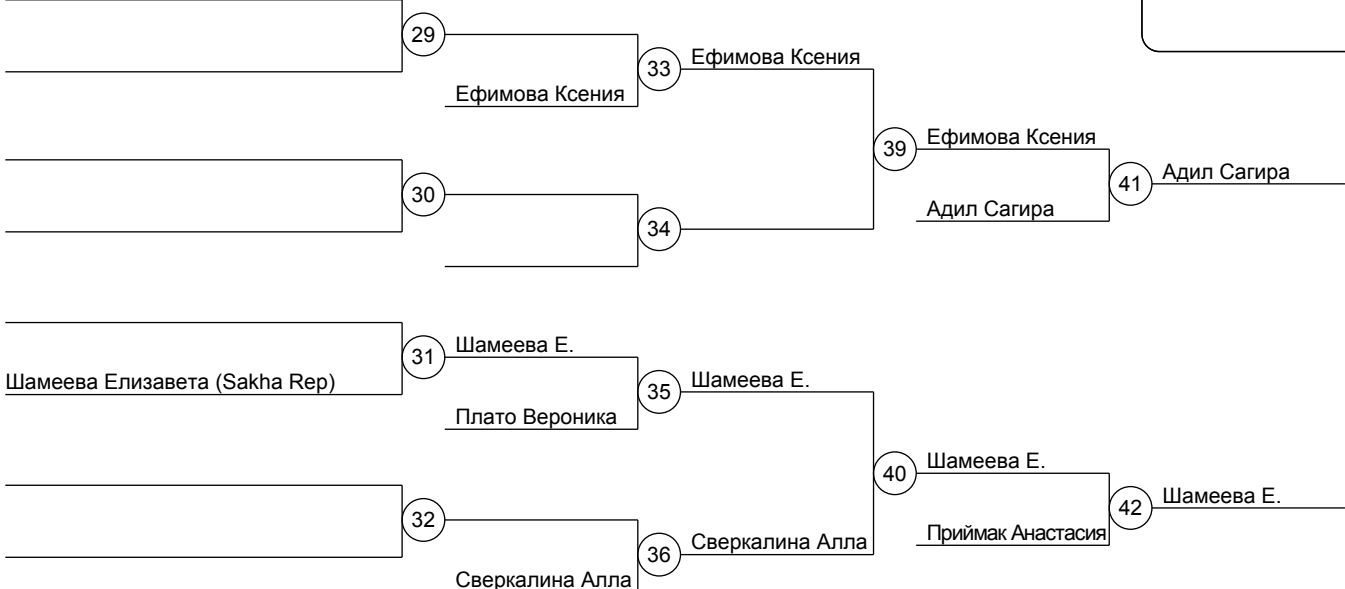 29
33
Ефимова Ксения
Ефимова Ксения
39
Ефимова Ксения
41
Адил Сагира
30
Адил Сагира
34
31
Шамеева Е.
Шамеева Елизавета (Sakha Rep)
35
Шамеева Е.
Плато Вероника
40
Шамеева Е.
42
Шамеева Е.
32
Приймак Анастасия
36
Сверкалина Алла
Сверкалина Алла